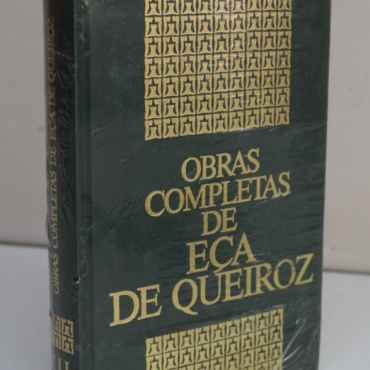 OBRAS COMPLETAS DE EÇA DE QUEIROZ
OBRAS
COMPLETAS
DE
EÇA
DE QUEIROZ